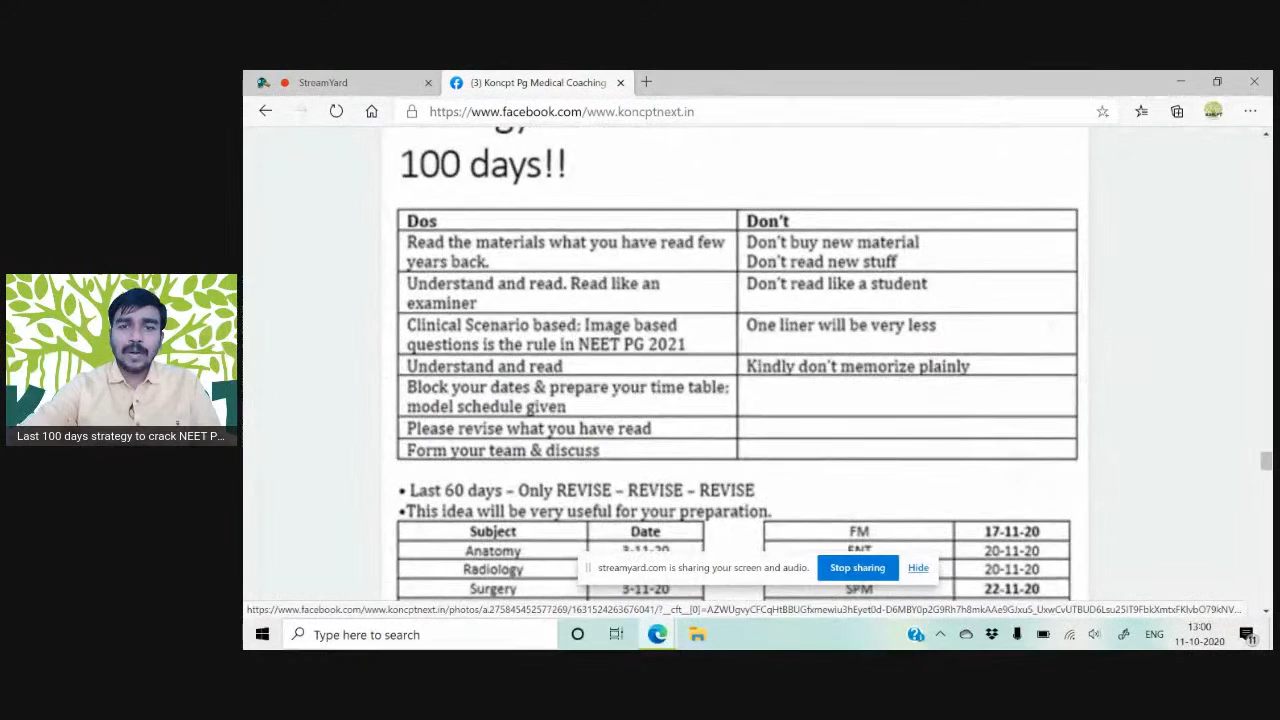 StreamYard
(3) Koncpt Pg Medical Coaching
https://www.facebook.com/www.koncptnext.in
100 days!!
Dos Don't
Read the materials what you have read few Don't buy new material
years back. Don't read new stuff
Understand and read. Read like an Don't read like a student
examiner
Clinical Scenario based: Image based One liner will be very less
questions is the rule in NEET PG 2021
Understand and read Kindly don't memorize plainly
Block your dates & prepare your time table:
model schedule given
Please revise what you have read
Form your team & discuss
• Last 60 days – Only REVISE – REVISE – REVISE
•This idea will be very useful for your preparation.
Subject Date FM 17-11-20
Anatomy 3-11-20 ENT 20-11-20
Radiology 20-11-20
Surgery 3-11-20 SPM 22-11-20
streamyard.com is sharing your screen and audio. Stop sharing Hide
Last 100 days strategy to crack NEET P...
Type here to search
ENG
13:00
11-10-2020